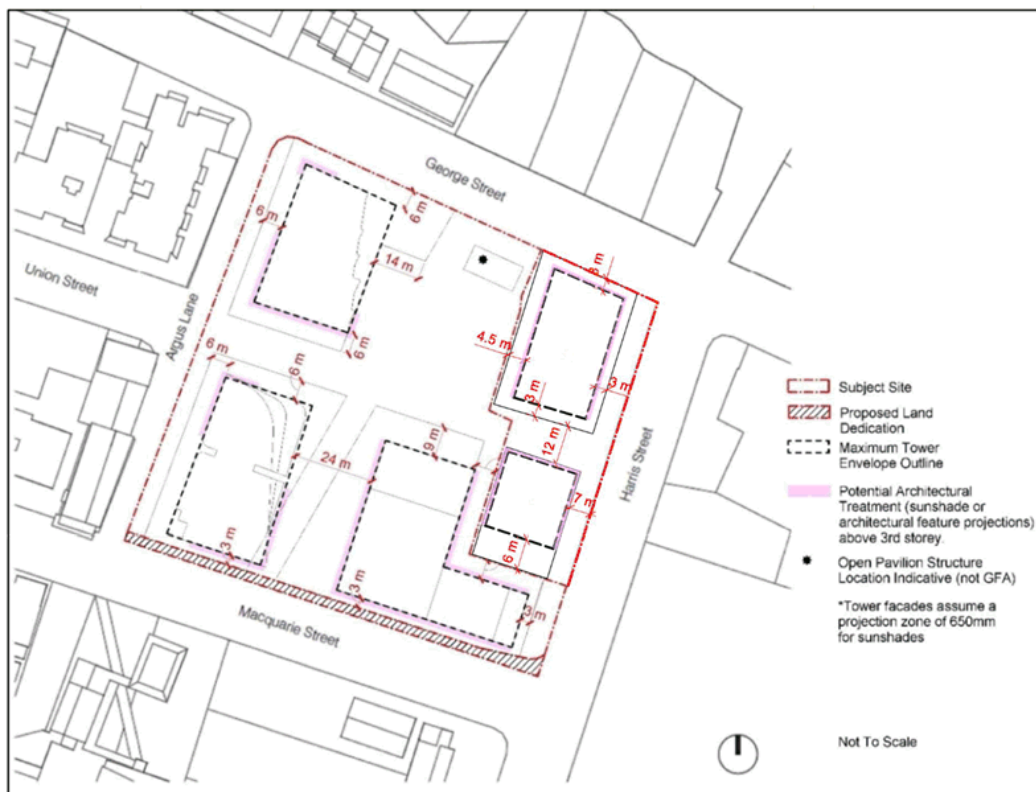 George Street
6 m
6 m
14 m
3 m
Union Street
Argus Lane
6 m
6 m
6 m
4.5 m
3 m
3 m
12 m
9 m
24 m
7 m
6 m
Harris Street
3 m
3 m
3 m
Macquarie Street
Subject Site
Proposed Land
Dedication
Maximum Tower
Envelope Outline
Potential Architectural
Treatment (sunshade or
architectural feature projections)
above 3rd storey.
Open Pavilion Structure
Location Indicative (not GFA)
*Tower facades assume a
projection zone of 650mm
for sunshades
Not To Scale